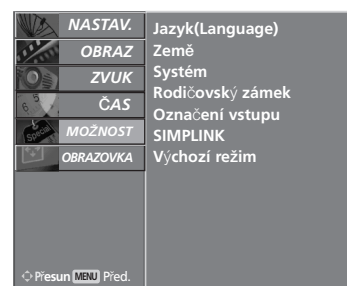 NASTAV.
OBRAZ
ZVUK
ČAS
MOŽNOST
OBRAZOVKA
Jazyk(Language)
Země
Systém
Rodičovský zámek
Označení vstupu
SIMPLINK
Výchozí režim
Přesun MENU Před.